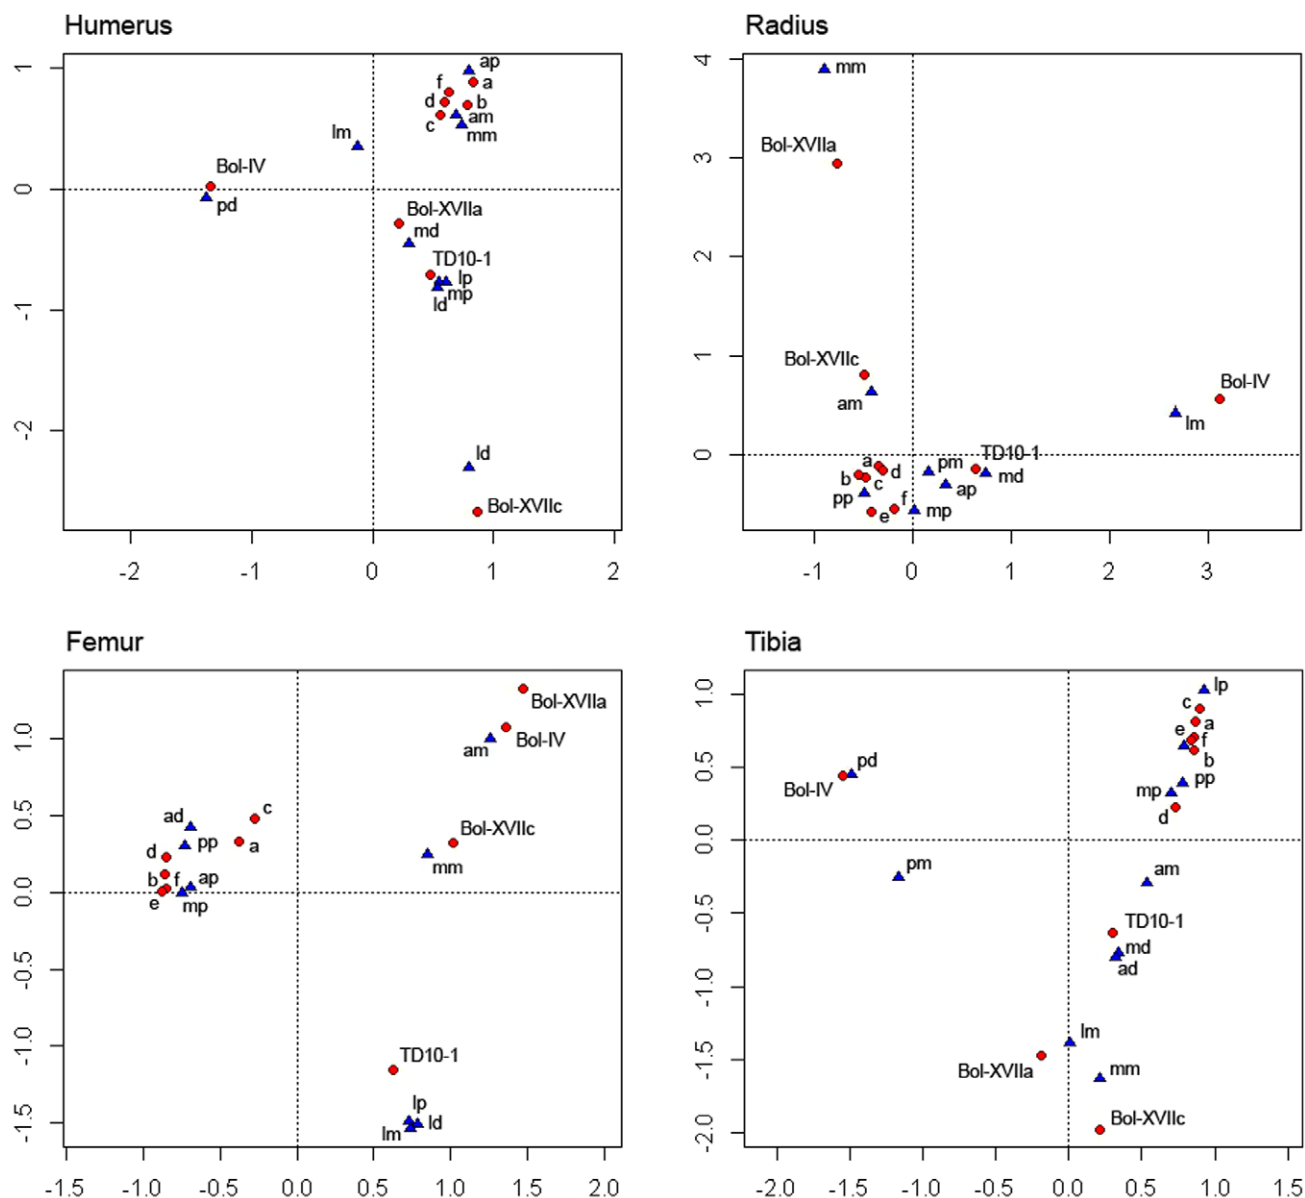 Humerus
1
0
-1
-2
ap
a
f
d
b
am
c
mm
lm
Bol-IV
pd
Bol-XVIIa
md
TD10-1
lp
mp
ld
ld
Bol-XVIIc
-2 -1 0 1 2
Radius
4
3
2
1
0
mm
Bol-XVIIa
Bol-XVIIc
am
Bol-IV
lm
TD10-1
a
d
pm
md
b
c
ap
pp
f
e
mp
-1 0 1 2 3
Femur
1.0
0.5
0.0
-0.5
-1.0
-1.5
Bol-XVIIa
am
Bol-IV
c
ad
Bol-XVIIc
pp
a
d
mm
b
f
ap
e
mp
TD10-1
lp
ld
lm
-1.5 -1.0 0.0 0.5 1.0 1.5 2.0
Tibia
1.0
0.5
0.0
-0.5
-1.0
-1.5
-2.0
lp
c
a
e
f
b
pd
Bol-IV
pp
mp
d
pm
am
TD10-1
md
ad
lm
Bol-XVIIa
mm
Bol-XVIIc
-2.0 -1.5 -0.5 0.0 0.5 1.0 1.5